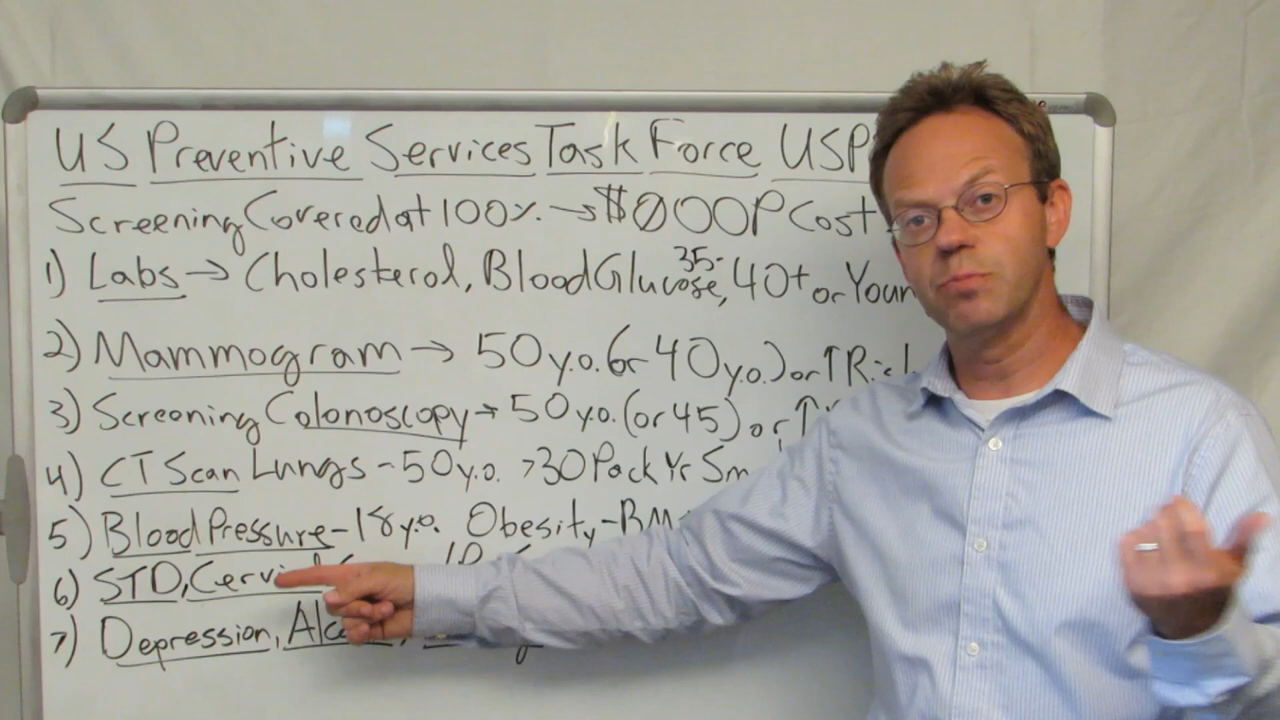 US Preventive Services Task Force USP
Screening Covered at 100% → $0 OOP Cost
1) Labs → Cholesterol, Blood Glucose, 35- 40+ or Youn
2) Mammogram → 50 y.o. (or 40 y.o.) or ↑ Ri
3) Screening Colonoscopy → 50 y.o. (or 45) or ↑
4) CT Scan Lungs - 50 y.o. >30 Pack Yr Sm
5) Blood Pressure - 18 y.o. Obesity - BM
6) STD, Cervi
7) Depression, Alc